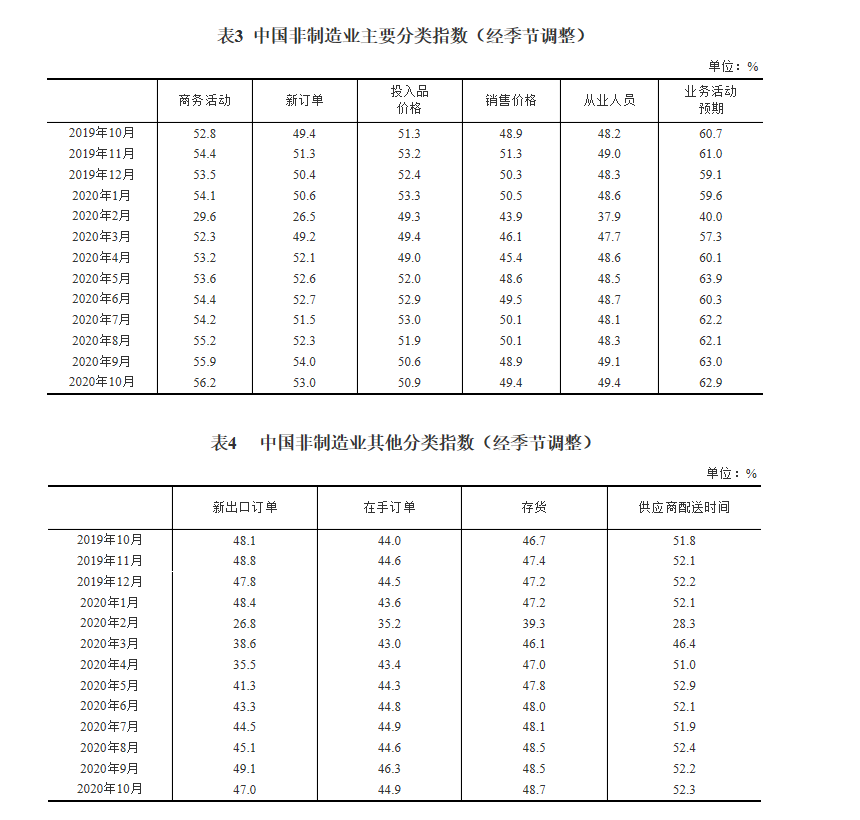 表3 中国非制造业主要分类指数（经季节调整）
单位：%
商务活动 新订单 投入品价格 销售价格 从业人员 业务活动预期
2019年10月 52.8 49.4 51.3 48.9 48.2 60.7
2019年11月 54.4 51.3 53.2 51.3 49.0 61.0
2019年12月 53.5 50.4 52.4 50.3 48.3 59.1
2020年1月 54.1 50.6 53.3 50.5 48.6 59.6
2020年2月 29.6 26.5 49.3 43.9 37.9 40.0
2020年3月 52.3 49.2 49.4 46.1 47.7 57.3
2020年4月 53.2 52.1 49.0 45.4 48.6 60.1
2020年5月 53.6 52.6 52.0 48.6 48.5 63.9
2020年6月 54.4 52.7 52.9 49.5 48.7 60.3
2020年7月 54.2 51.5 53.0 50.1 48.1 62.2
2020年8月 55.2 52.3 51.9 50.1 48.3 62.1
2020年9月 55.9 54.0 50.6 48.9 49.1 63.0
2020年10月 56.2 53.0 50.9 49.4 49.4 62.9
表4 中国非制造业其他分类指数（经季节调整）
单位：%
新出口订单 在手订单 存货 供应商配送时间
2019年10月 48.1 44.0 46.7 51.8
2019年11月 48.8 44.6 47.4 52.1
2019年12月 47.8 44.5 47.2 52.2
2020年1月 48.4 43.6 47.2 52.1
2020年2月 26.8 35.2 39.3 28.3
2020年3月 38.6 43.0 46.1 46.4
2020年4月 35.5 43.4 47.0 51.0
2020年5月 41.3 44.3 47.8 52.9
2020年6月 43.3 44.8 48.0 52.1
2020年7月 44.5 44.9 48.1 51.9
2020年8月 45.1 44.6 48.5 52.4
2020年9月 49.1 46.3 48.5 52.2
2020年10月 47.0 44.9 48.7 52.3